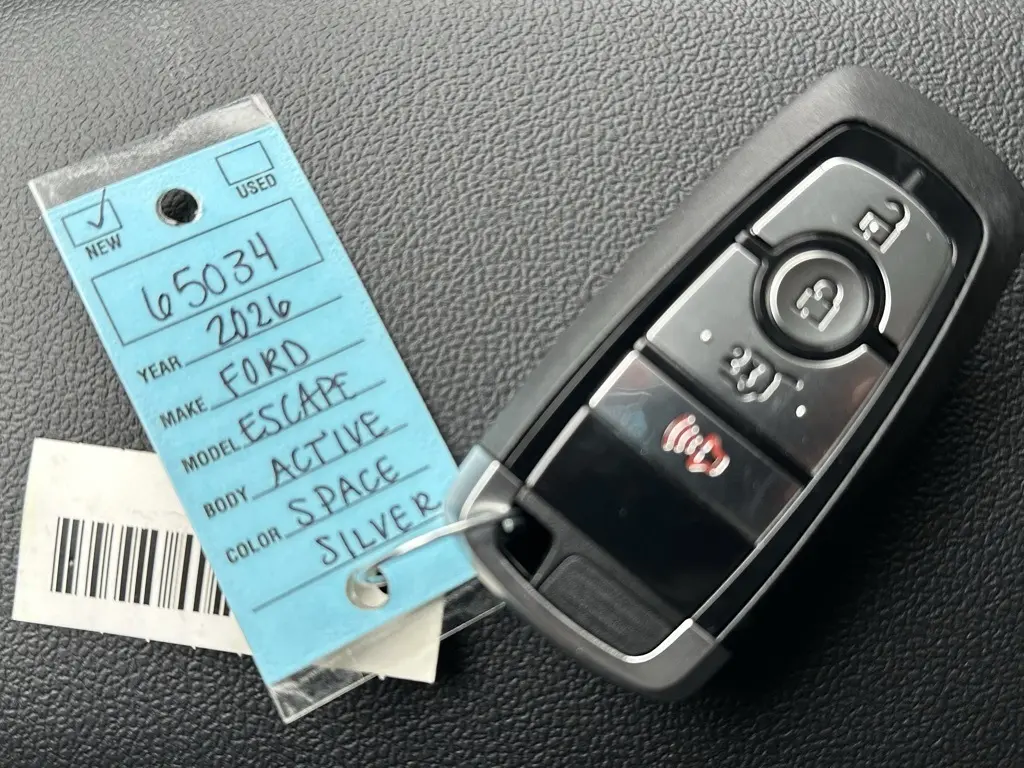 NEW
USED
65034
YEAR 2026
MAKE FORD
MODEL ESCAPE
BODY ACTIVE
COLOR SPACE
SILVER